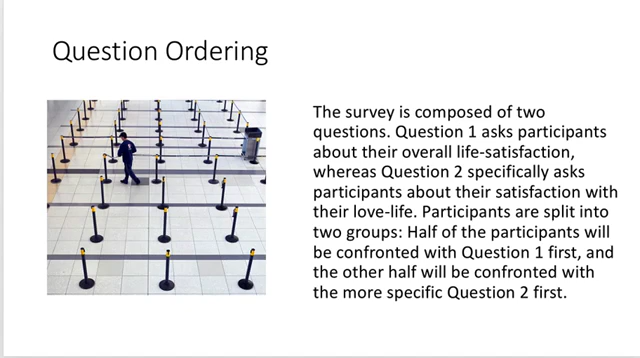 Question Ordering
The survey is composed of two
questions. Question 1 asks participants
about their overall life-satisfaction,
whereas Question 2 specifically asks
participants about their satisfaction with
their love-life. Participants are split into
two groups: Half of the participants will
be confronted with Question 1 first, and
the other half will be confronted with
the more specific Question 2 first.